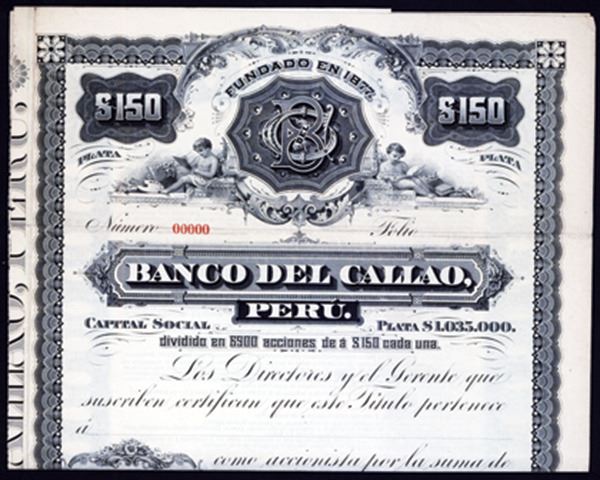 FUNDADO EN 1877.
$150
$150
PLATA
PLATA
Número 00000
Folio
BANCO DEL CALLAO,
PERÚ.
CAPITAL SOCIAL
PLATA $1.035.000.
dividido en 6900 acciones de á $150 cada una.
Los Directores y el Gerente que
suscriben certifican que este Título pertenece
á
como accionista por la suma de